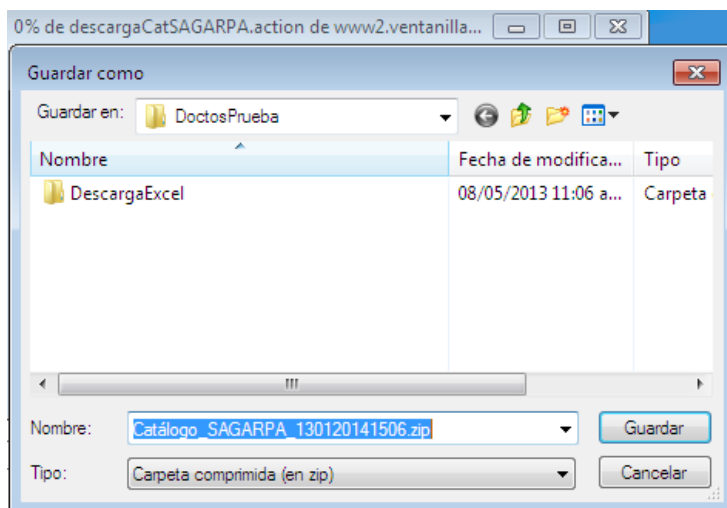 0% de descargaCatSAGARPA.action de www2.ventanilla...
Guardar como
Guardar en: DoctosPrueba
Nombre Fecha de modifica... Tipo
DescargaExcel 08/05/2013 11:06 a... Carpeta
Nombre: Catálogo_SAGARPA_130120141506.zip Guardar
Tipo: Carpeta comprimida (en zip) Cancelar